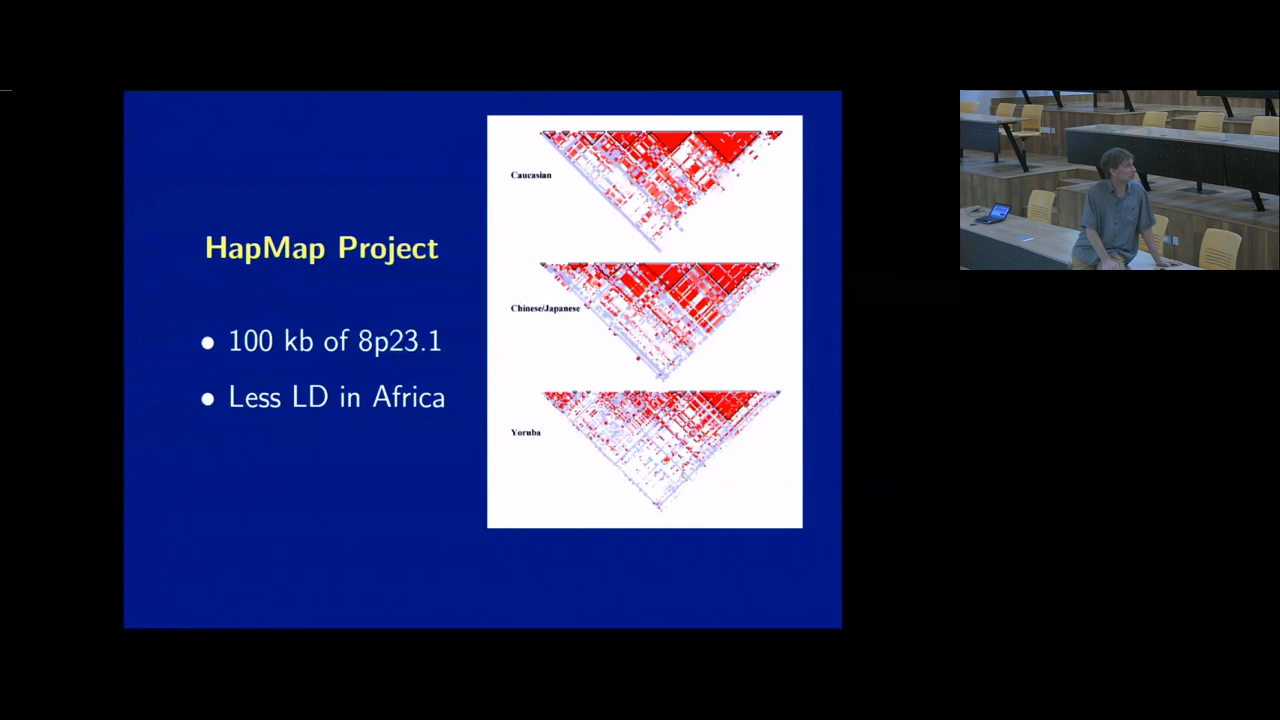 HapMap Project
● 100 kb of 8p23.1
● Less LD in Africa
Caucasian
Chinese/Japanese
Yoruba